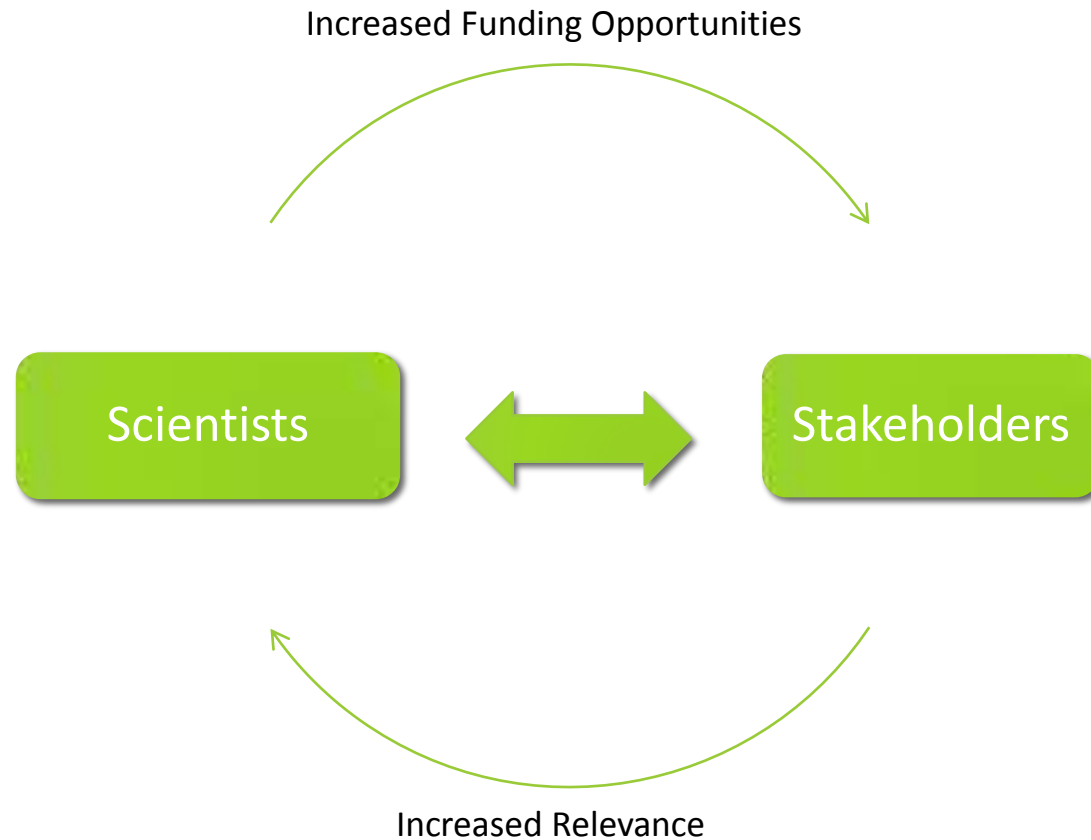 Increased Funding Opportunities
Scientists
Stakeholders
Increased Relevance